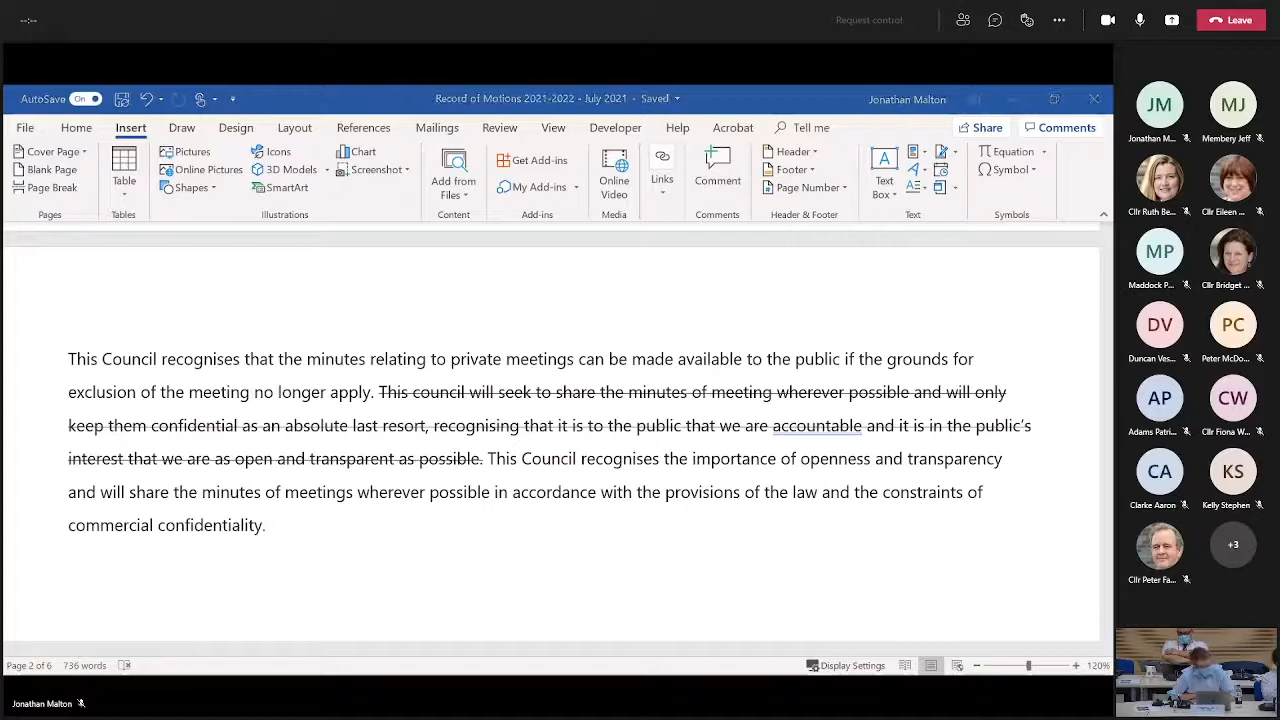 --:--
Request control
Leave
AutoSave On
Record of Motions 2021-2022 - July 2021 - Saved
Jonathan Malton
File Home Insert Draw Design Layout References Mailings Review View Developer Help Acrobat Tell me
Share Comments
Cover Page
Blank Page
Page Break
Pages
Table
Tables
Pictures
Online Pictures
Shapes
Icons
3D Models
SmartArt
Chart
Screenshot
Illustrations
Add from
Files
Content
Get Add-ins
My Add-ins
Add-ins
Online
Video
Media
Links
Comment
Comments
Header
Footer
Page Number
Header & Footer
Text
Box
Text
Equation
Symbol
Symbols
This Council recognises that the minutes relating to private meetings can be made available to the public if the grounds for
exclusion of the meeting no longer apply. This council will seek to share the minutes of meeting wherever possible and will only
keep them confidential as an absolute last resort, recognising that it is to the public that we are accountable and it is in the public's
interest that we are as open and transparent as possible. This Council recognises the importance of openness and transparency
and will share the minutes of meetings wherever possible in accordance with the provisions of the law and the constraints of
commercial confidentiality.
Page 2 of 6 736 words
Display Settings
120%
Jonathan Malton
JM MJ
Jonathan M... Membery Jeff
Cllr Ruth Be... Cllr Eileen ...
MP
Maddock P... Cllr Bridget ...
DV PC
Duncan Ves... Peter McDo...
AP CW
Adams Patri... Cllr Fiona W...
CA KS
Clarke Aaron Kelly Stephen
+3
Cllr Peter Fa...